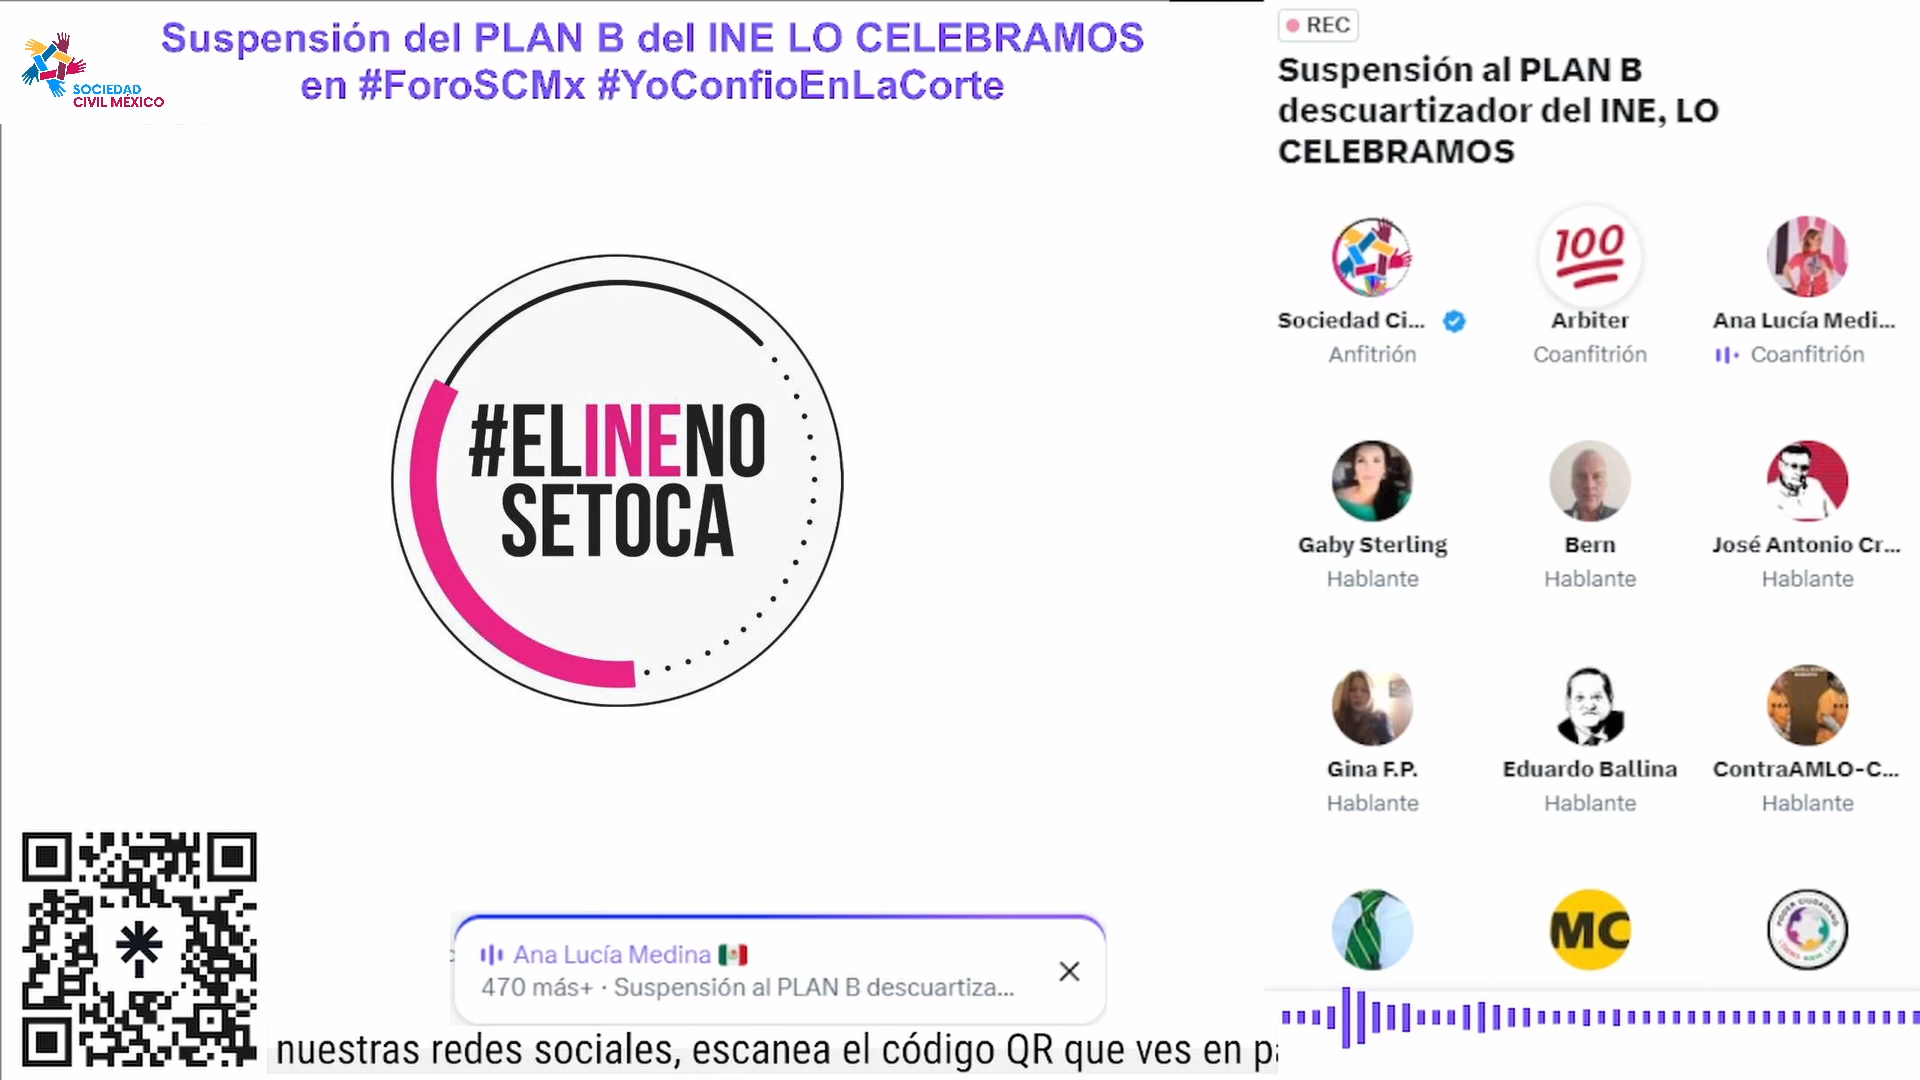 SOCIEDAD
CIVIL MÉXICO
Suspensión del PLAN B del INE LO CELEBRAMOS
en #ForoSCMx #YoConfioEnLaCorte
#ELINENO
SETOCA
Ana Lucía Medina
470 más+ · Suspensión al PLAN B descuartiza...
nuestras redes sociales, escanea el código QR que ves en pa
REC
Suspensión al PLAN B
descuartizador del INE, LO
CELEBRAMOS
100
Sociedad Ci...
Anfitrión
Arbiter
Coanfitrión
Ana Lucía Medi...
Coanfitrión
Gaby Sterling
Hablante
Bern
Hablante
José Antonio Cr...
Hablante
Gina F.P.
Hablante
Eduardo Ballina
Hablante
ContraAMLO-C...
Hablante
MC
PODER CIUDADANO